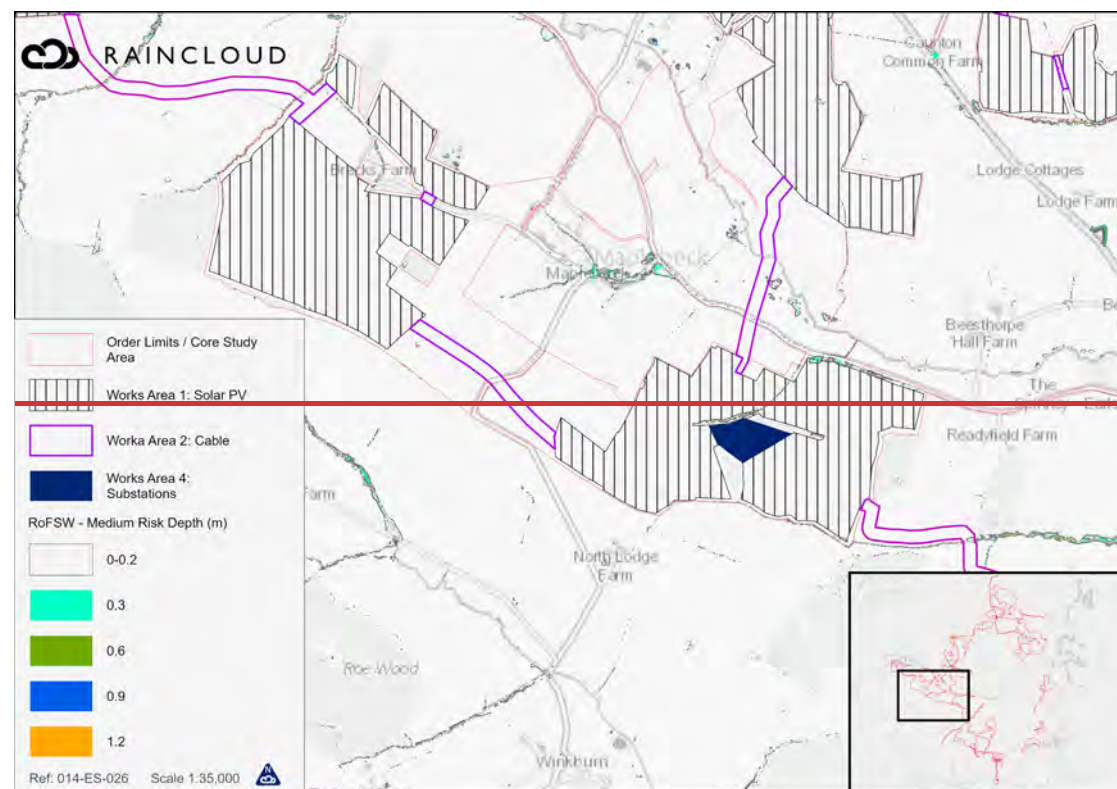 RAINCLOUD
Caunton
Common Farm
Lodge Cottages
Lodge Farm
Brecks Farm
Maplebeck
Beesthorpe
Hall Farm
The
Readyfield Farm
North Lodge
Farm
Farm
Roe Wood
Winkburn
Order Limits / Core Study
Area
Works Area 1: Solar PV
Worka Area 2: Cable
Works Area 4:
Substations
RoFSW - Medium Risk Depth (m)
0-0.2
0.3
0.6
0.9
1.2
Ref: 014-ES-026 Scale 1:35,000
N